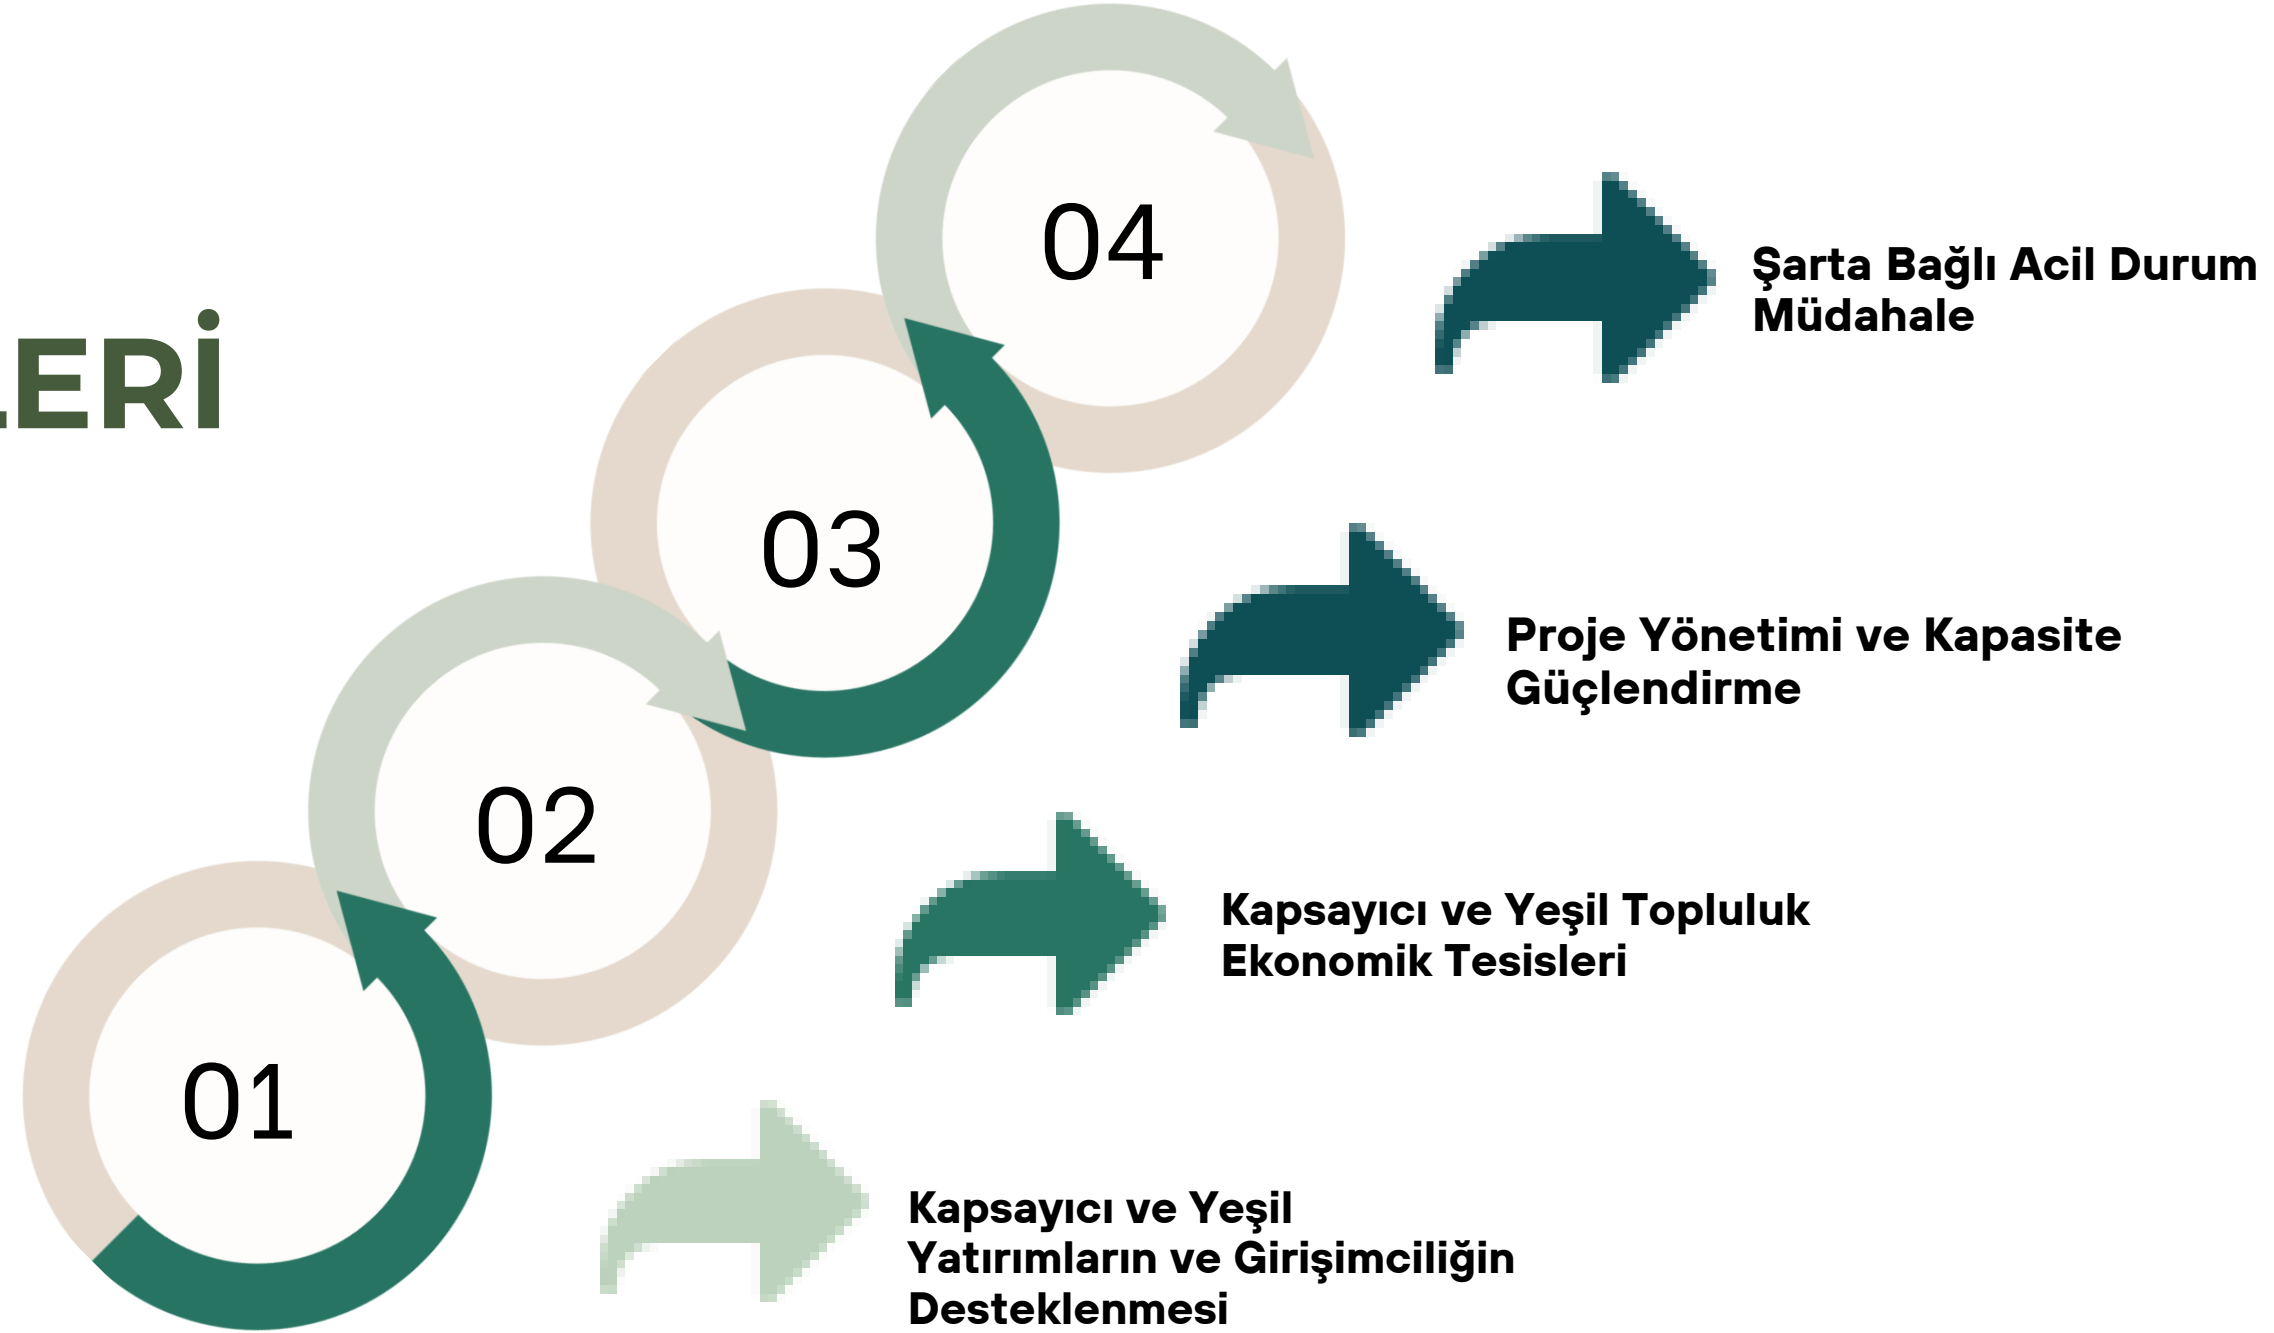 LERİ
04
Şarta Bağlı Acil Durum
Müdahale
03
Proje Yönetimi ve Kapasite
Güçlendirme
02
Kapsayıcı ve Yeşil Topluluk
Ekonomik Tesisleri
01
Kapsayıcı ve Yeşil
Yatırımların ve Girişimciliğin
Desteklenmesi